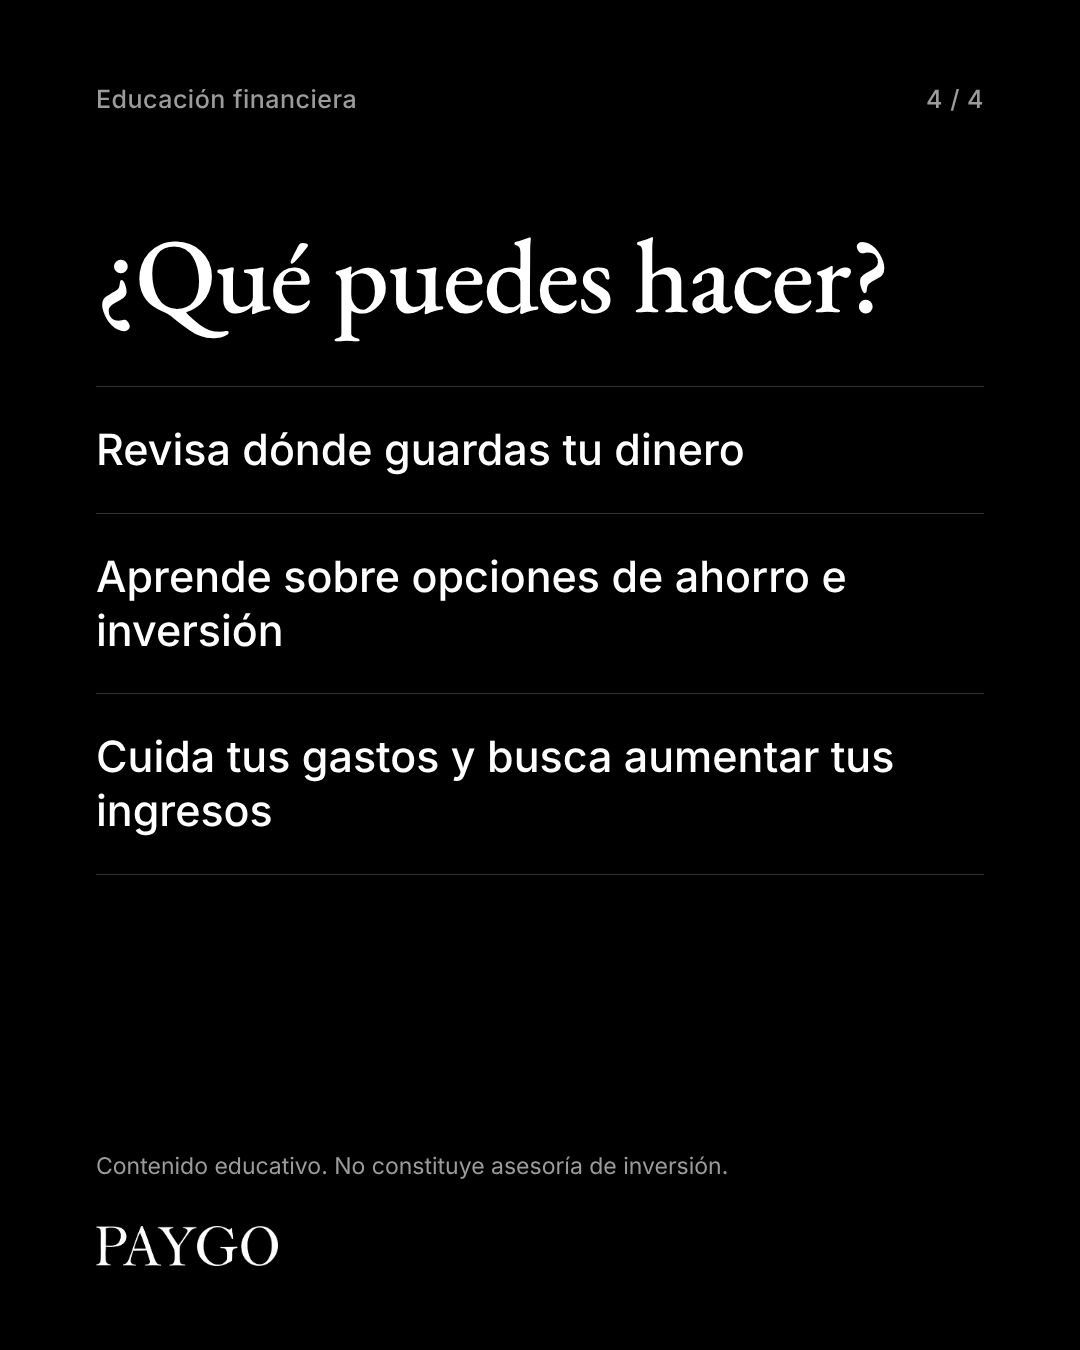 Educación financiera
4 / 4
¿Qué puedes hacer?
Revisa dónde guardas tu dinero
Aprende sobre opciones de ahorro e
inversión
Cuida tus gastos y busca aumentar tus
ingresos
Contenido educativo. No constituye asesoría de inversión.
PAYGO